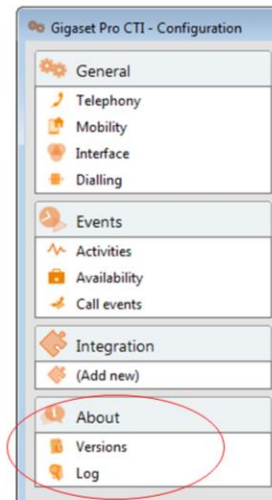 Gigaset Pro CTI - Configuration
General
Telephony
Mobility
Interface
Dialling
Events
Activities
Availability
Call events
Integration
(Add new)
About
Versions
Log